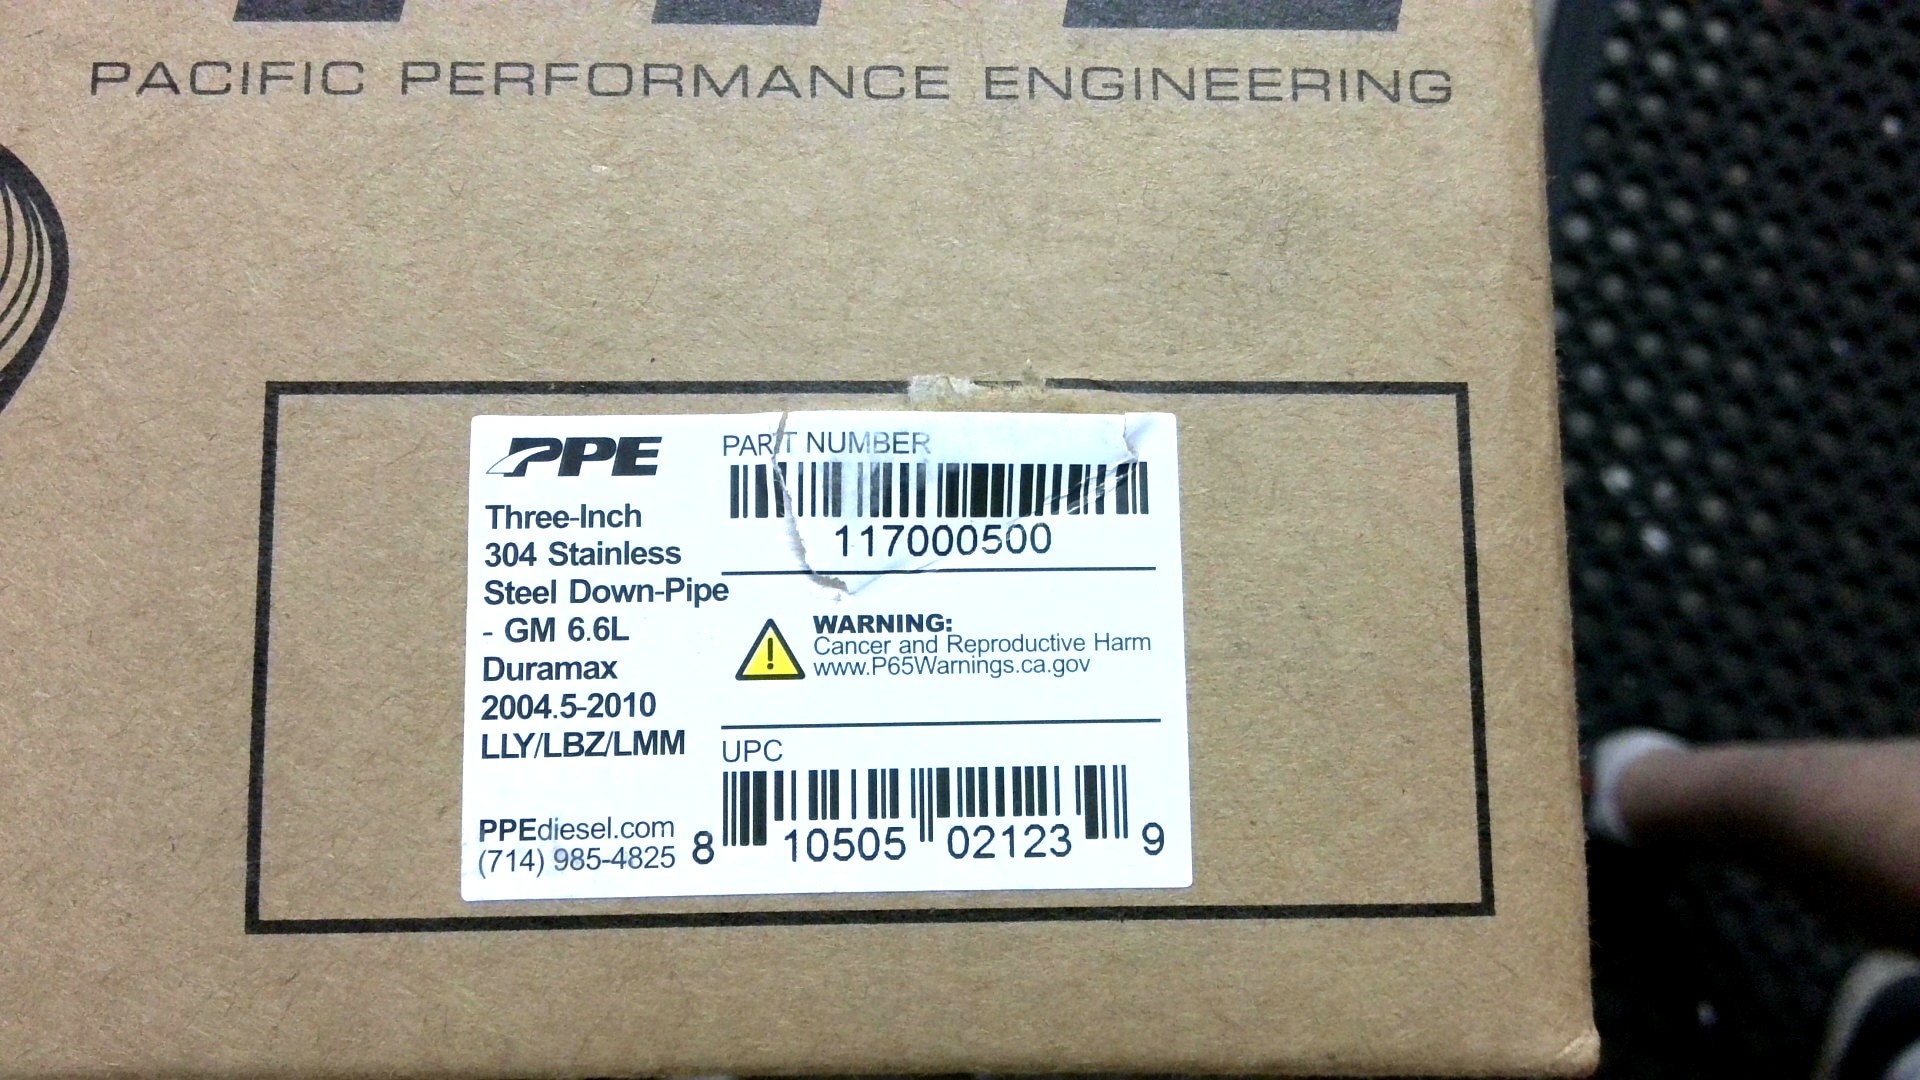 PACIFIC PERFORMANCE ENGINEERING
PPE
Three-Inch
304 Stainless
Steel Down-Pipe
- GM 6.6L
Duramax
2004.5-2010
LLY/LBZ/LMM
PPEdiesel.com
(714) 985-4825
PART NUMBER
117000500
WARNING:
Cancer and Reproductive Harm
www.P65Warnings.ca.gov
UPC
8 10505 02123 9